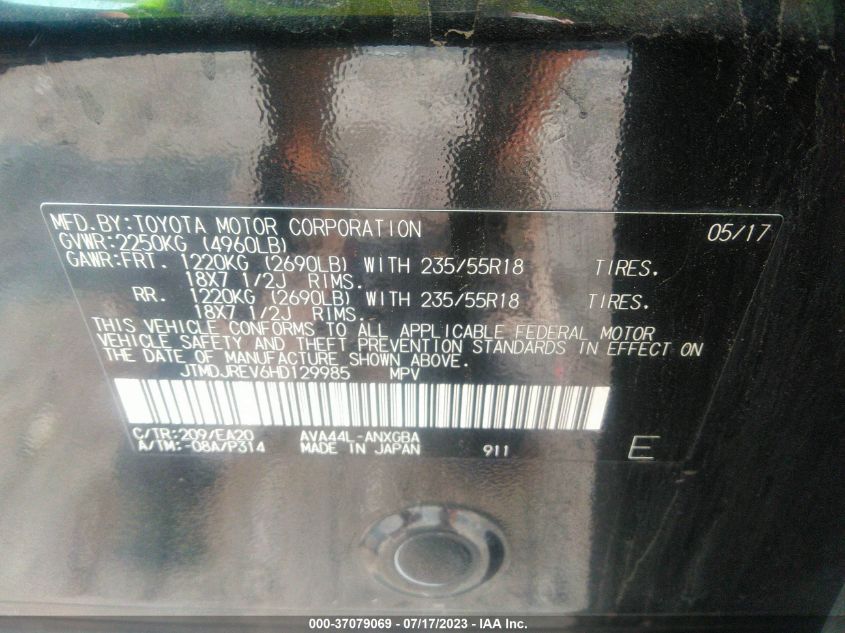 MFD.BY:TOYOTA MOTOR CORPORATION 05/17
GVWR:2250KG (4960LB)
GAWR:FRT. 1220KG (2690LB) WITH 235/55R18 TIRES.
18X7 1/2J RIMS.
RR. 1220KG (2690LB) WITH 235/55R18 TIRES.
18X7 1/2J RIMS.
THIS VEHICLE CONFORMS TO ALL APPLICABLE FEDERAL MOTOR
VEHICLE SAFETY AND THEFT PREVENTION STANDARDS IN EFFECT ON
THE DATE OF MANUFACTURE SHOWN ABOVE.
JTMDJREV6HD129985 MPV
C/TR:209/EA20 AVA44L-ANXGBA
A/TM:-08A/P314 MADE IN JAPAN 911 E
000-37079069 - 07/17/2023 - IAA Inc.